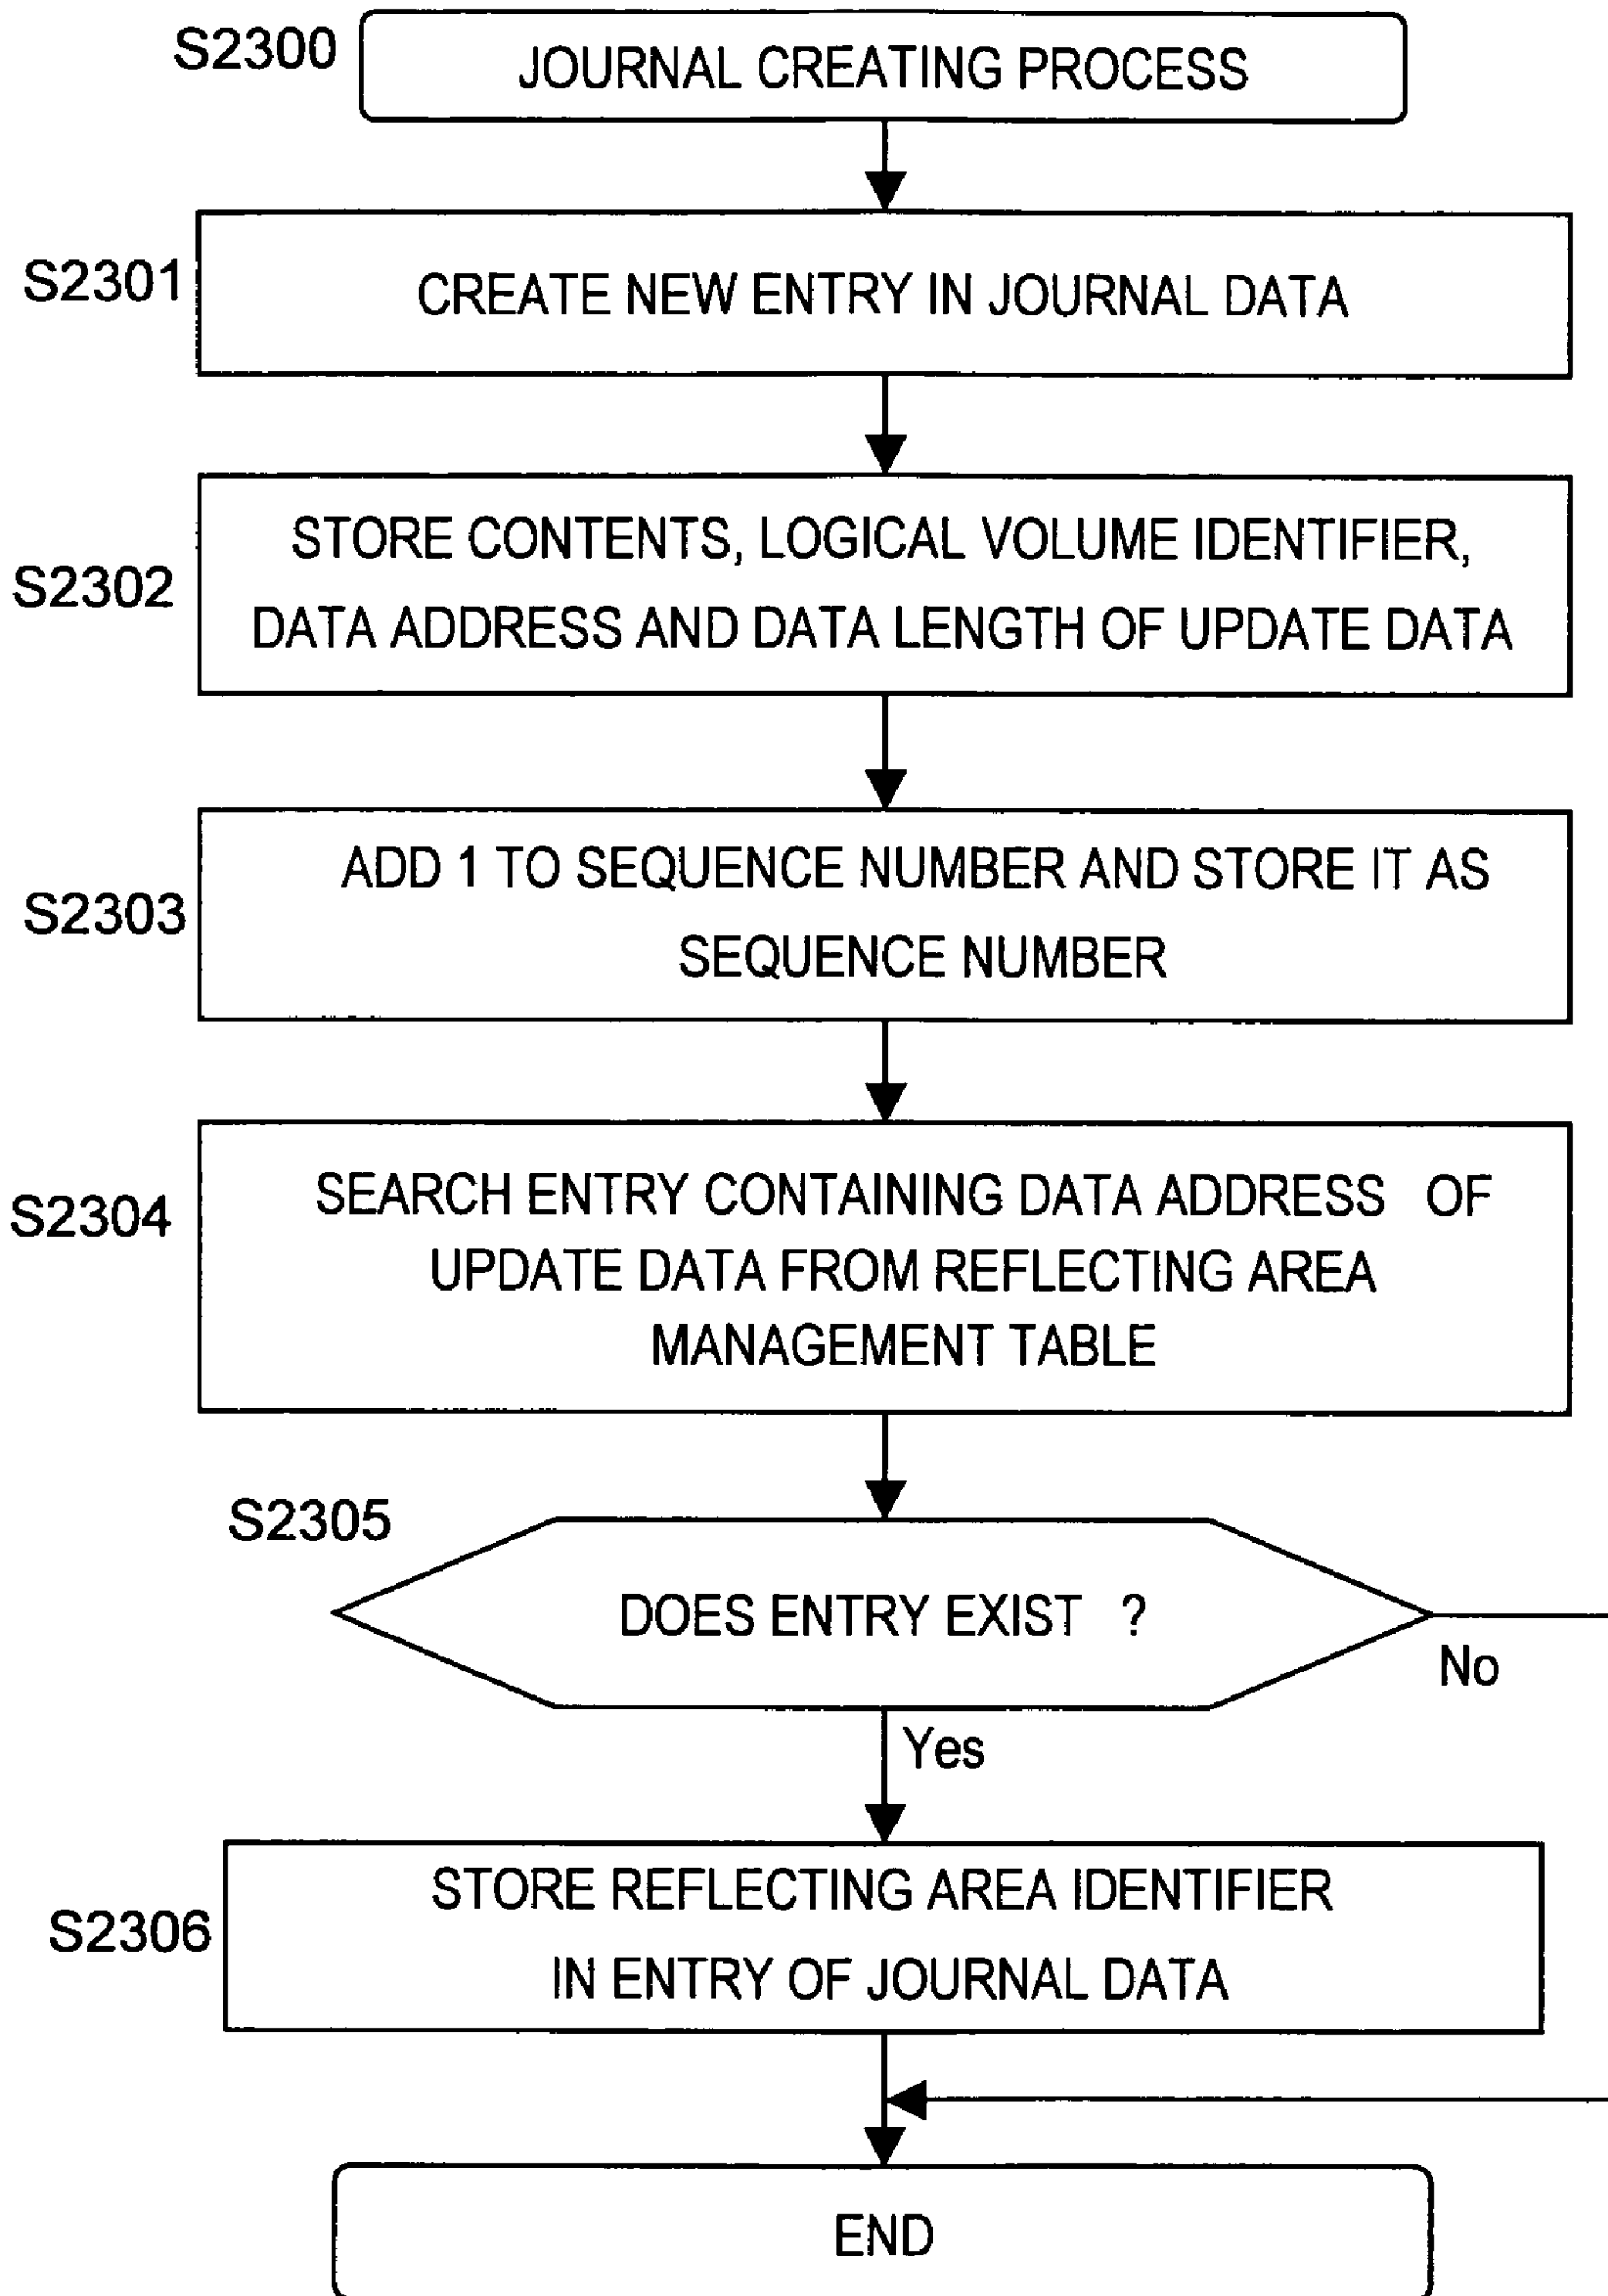 S2300
JOURNAL CREATING PROCESS
S2301
CREATE NEW ENTRY IN JOURNAL DATA
S2302
STORE CONTENTS, LOGICAL VOLUME IDENTIFIER,
DATA ADDRESS AND DATA LENGTH OF UPDATE DATA
S2303
ADD 1 TO SEQUENCE NUMBER AND STORE IT AS
SEQUENCE NUMBER
S2304
SEARCH ENTRY CONTAINING DATA ADDRESS OF
UPDATE DATA FROM REFLECTING AREA
MANAGEMENT TABLE
S2305
DOES ENTRY EXIST ?
No
Yes
S2306
STORE REFLECTING AREA IDENTIFIER
IN ENTRY OF JOURNAL DATA
END